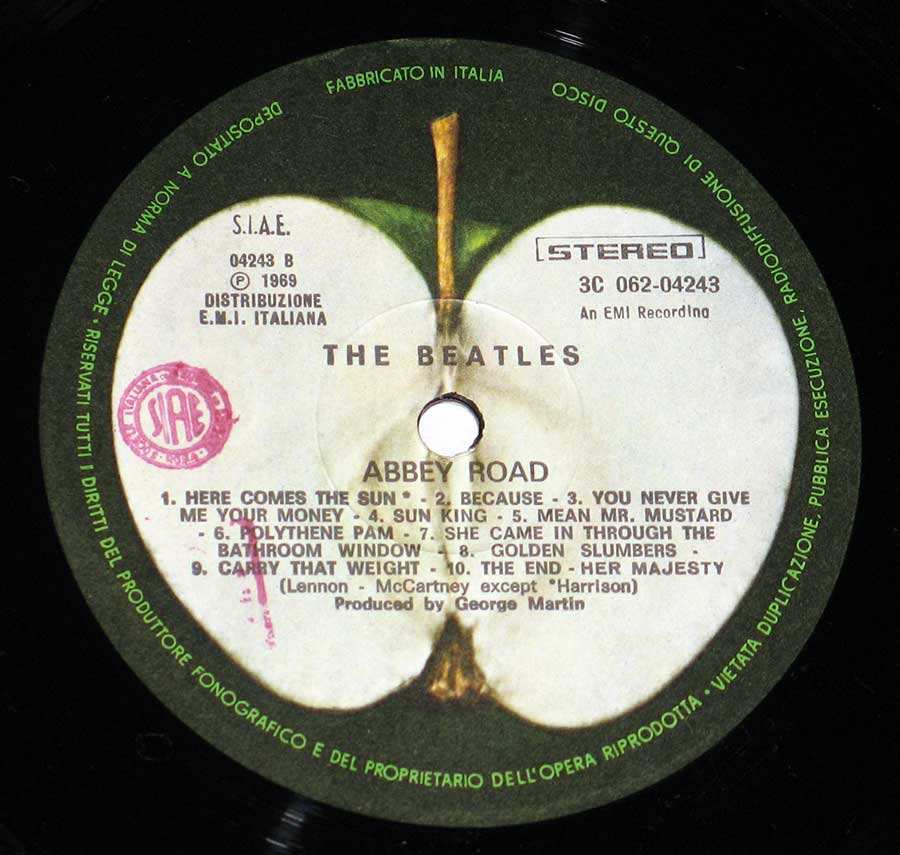 DEPOSITATO A NORMA DI LEGGE · RISERVATI TUTTI I DIRITTI DEL PRODUTTORE FONOGRAFICO E DEL PROPRIETARIO DELL'OPERA RIPRODOTTA · VIETATA DUPLICAZIONE, PUBBLICA ESECUZIONE, RADIODIFFUSIONE DI QUESTO DISCO
FABBRICATO IN ITALIA
S.I.A.E.
04243 B
Ⓟ 1969
DISTRIBUZIONE
E.M.I. ITALIANA
STEREO
3C 062-04243
An EMI Recording
THE BEATLES
SIAE
ABBEY ROAD
1. HERE COMES THE SUN* - 2. BECAUSE - 3. YOU NEVER GIVE
ME YOUR MONEY - 4. SUN KING - 5. MEAN MR. MUSTARD
- 6. POLYTHENE PAM - 7. SHE CAME IN THROUGH THE
BATHROOM WINDOW - 8. GOLDEN SLUMBERS -
9. CARRY THAT WEIGHT - 10. THE END - HER MAJESTY
(Lennon - McCartney except *Harrison)
Produced by George Martin